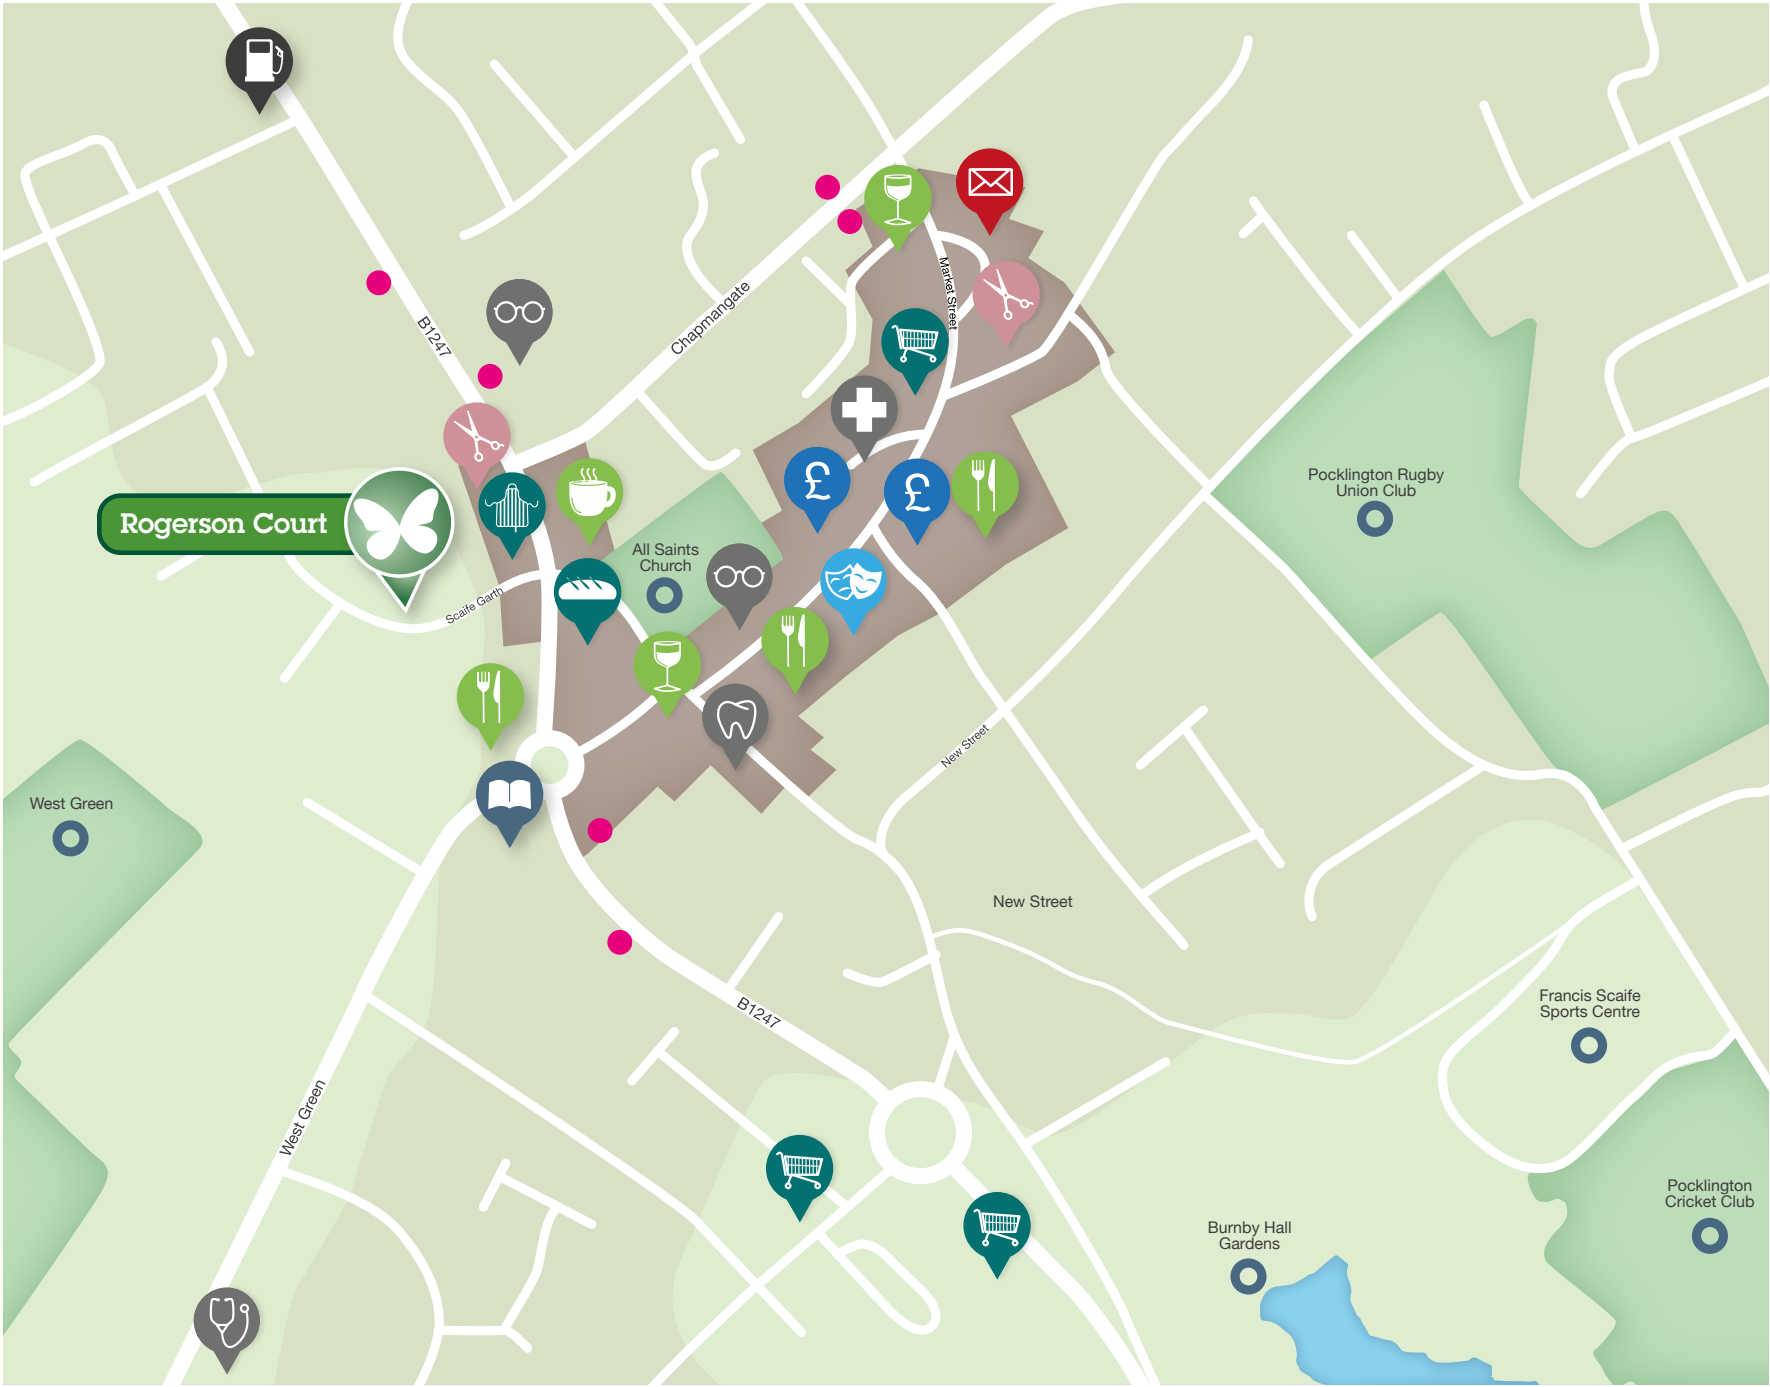 Market Street
B1247
Chapmangate
Pocklington Rugby
Union Club
Rogerson Court
All Saints
Church
Scaife Garth
New Street
West Green
New Street
Francis Scaife
Sports Centre
B1247
West Green
Pocklington
Cricket Club
Burnby Hall
Gardens
£
£